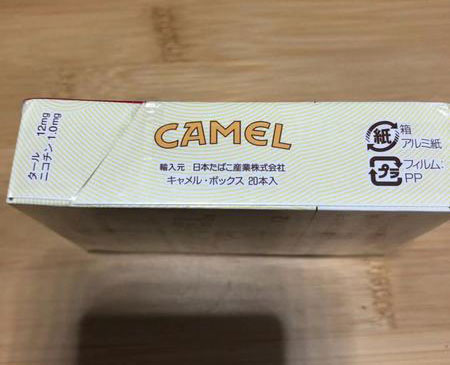 タール 12mg
ニコチン 1.0mg
CAMEL
輸入元 日本たばこ産業株式会社
キャメル・ボックス 20本入
紙
箱
アルミ紙
プラ
フィルム:
PP